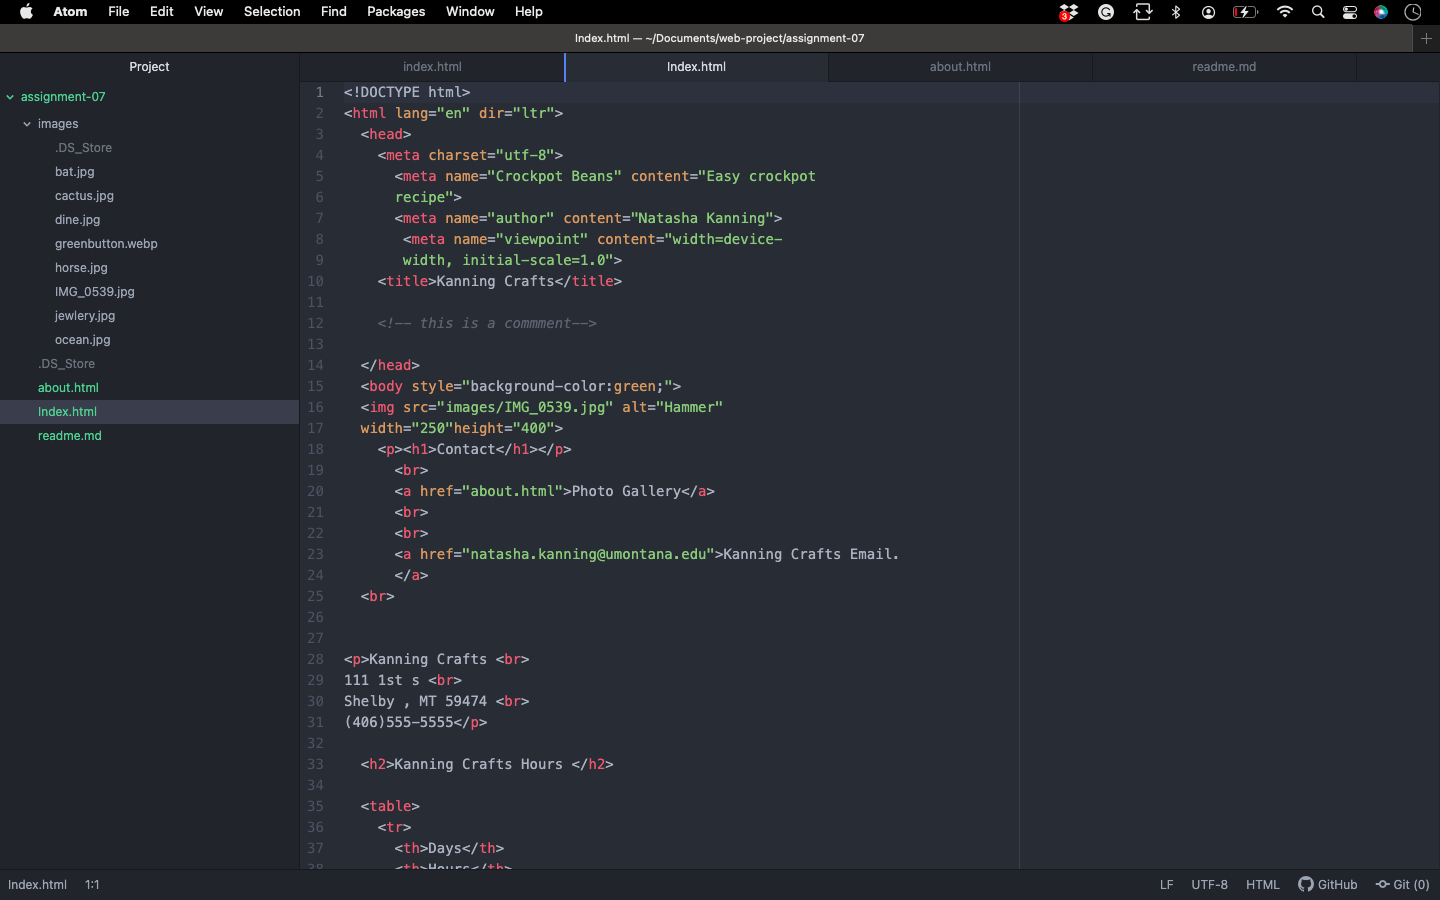 Atom File Edit View Selection Find Packages Window Help 3
Index.html — ~/Documents/web-project/assignment-07
Project
index.html Index.html about.html readme.md
assignment-07
images
.DS_Store
bat.jpg
cactus.jpg
dine.jpg
greenbutton.webp
horse.jpg
IMG_0539.jpg
jewlery.jpg
ocean.jpg
.DS_Store
about.html
Index.html
readme.md
1 <!DOCTYPE html>
2 <html lang="en" dir="ltr">
3 <head>
4 <meta charset="utf-8">
5 <meta name="Crockpot Beans" content="Easy crockpot
6 recipe">
7 <meta name="author" content="Natasha Kanning">
8 <meta name="viewpoint" content="width=device-
9 width, initial-scale=1.0">
10 <title>Kanning Crafts</title>
11
12 <!-- this is a commment-->
13
14 </head>
15 <body style="background-color:green;">
16 <img src="images/IMG_0539.jpg" alt="Hammer"
17 width="250"height="400">
18 <p><h1>Contact</h1></p>
19 <br>
20 <a href="about.html">Photo Gallery</a>
21 <br>
22 <br>
23 <a href="natasha.kanning@umontana.edu">Kanning Crafts Email.
24 </a>
25 <br>
26
27
28 <p>Kanning Crafts <br>
29 111 1st s <br>
30 Shelby , MT 59474 <br>
31 (406)555-5555</p>
32
33 <h2>Kanning Crafts Hours </h2>
34
35 <table>
36 <tr>
37 <th>Days</th>
38 <th>Hours</th>
Index.html 1:1 LF UTF-8 HTML GitHub Git (0)